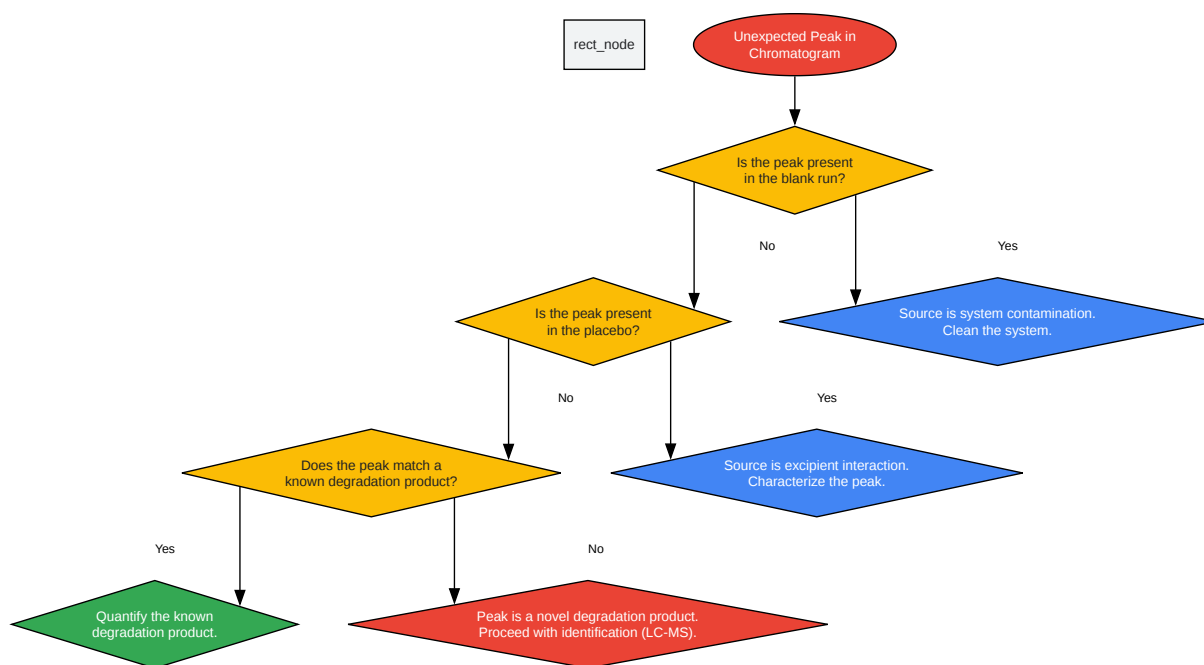 rect_node
Unexpected Peak in
Chromatogram
Is the peak present
in the blank run?
No
Yes
Is the peak present
in the placebo?
Source is system contamination.
Clean the system.
No
Yes
Does the peak match a
known degradation product?
Source is excipient interaction.
Characterize the peak.
Yes
No
Quantify the known
degradation product.
Peak is a novel degradation product.
Proceed with identification (LC-MS).